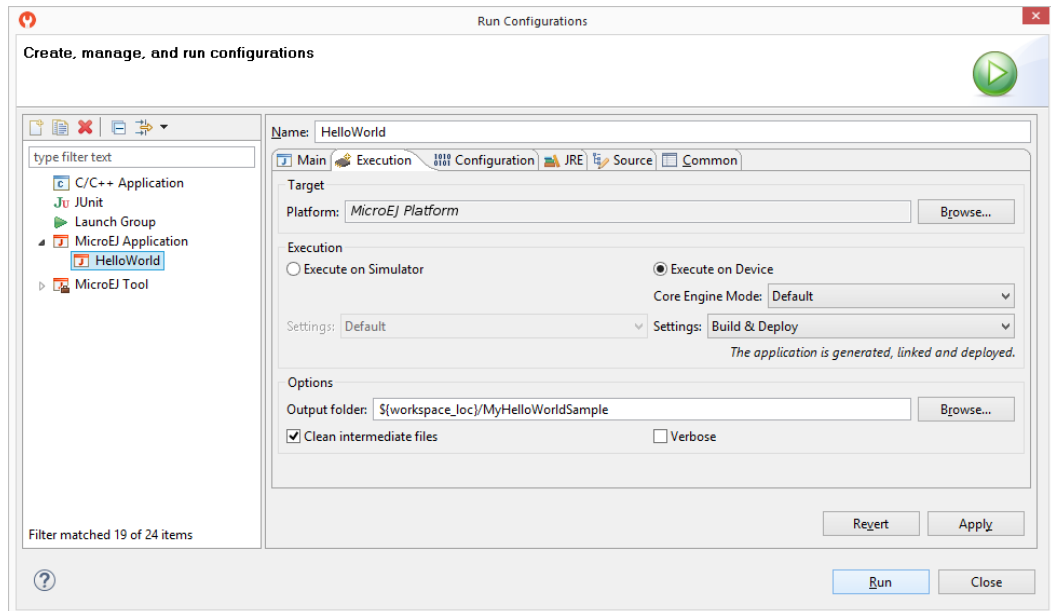 Run Configurations
Create, manage, and run configurations
type filter text
C/C++ Application
JUnit
Launch Group
MicroEJ Application
HelloWorld
MicroEJ Tool
Filter matched 19 of 24 items
Name: HelloWorld
Main Execution Configuration JRE Source Common
Target
Platform: MicroEJ Platform Browse...
Execution
Execute on Simulator Execute on Device
Core Engine Mode: Default
Settings: Default Settings: Build & Deploy
The application is generated, linked and deployed.
Options
Output folder: ${workspace_loc}/MyHelloWorldSample Browse...
Clean intermediate files Verbose
Revert Apply
Run Close